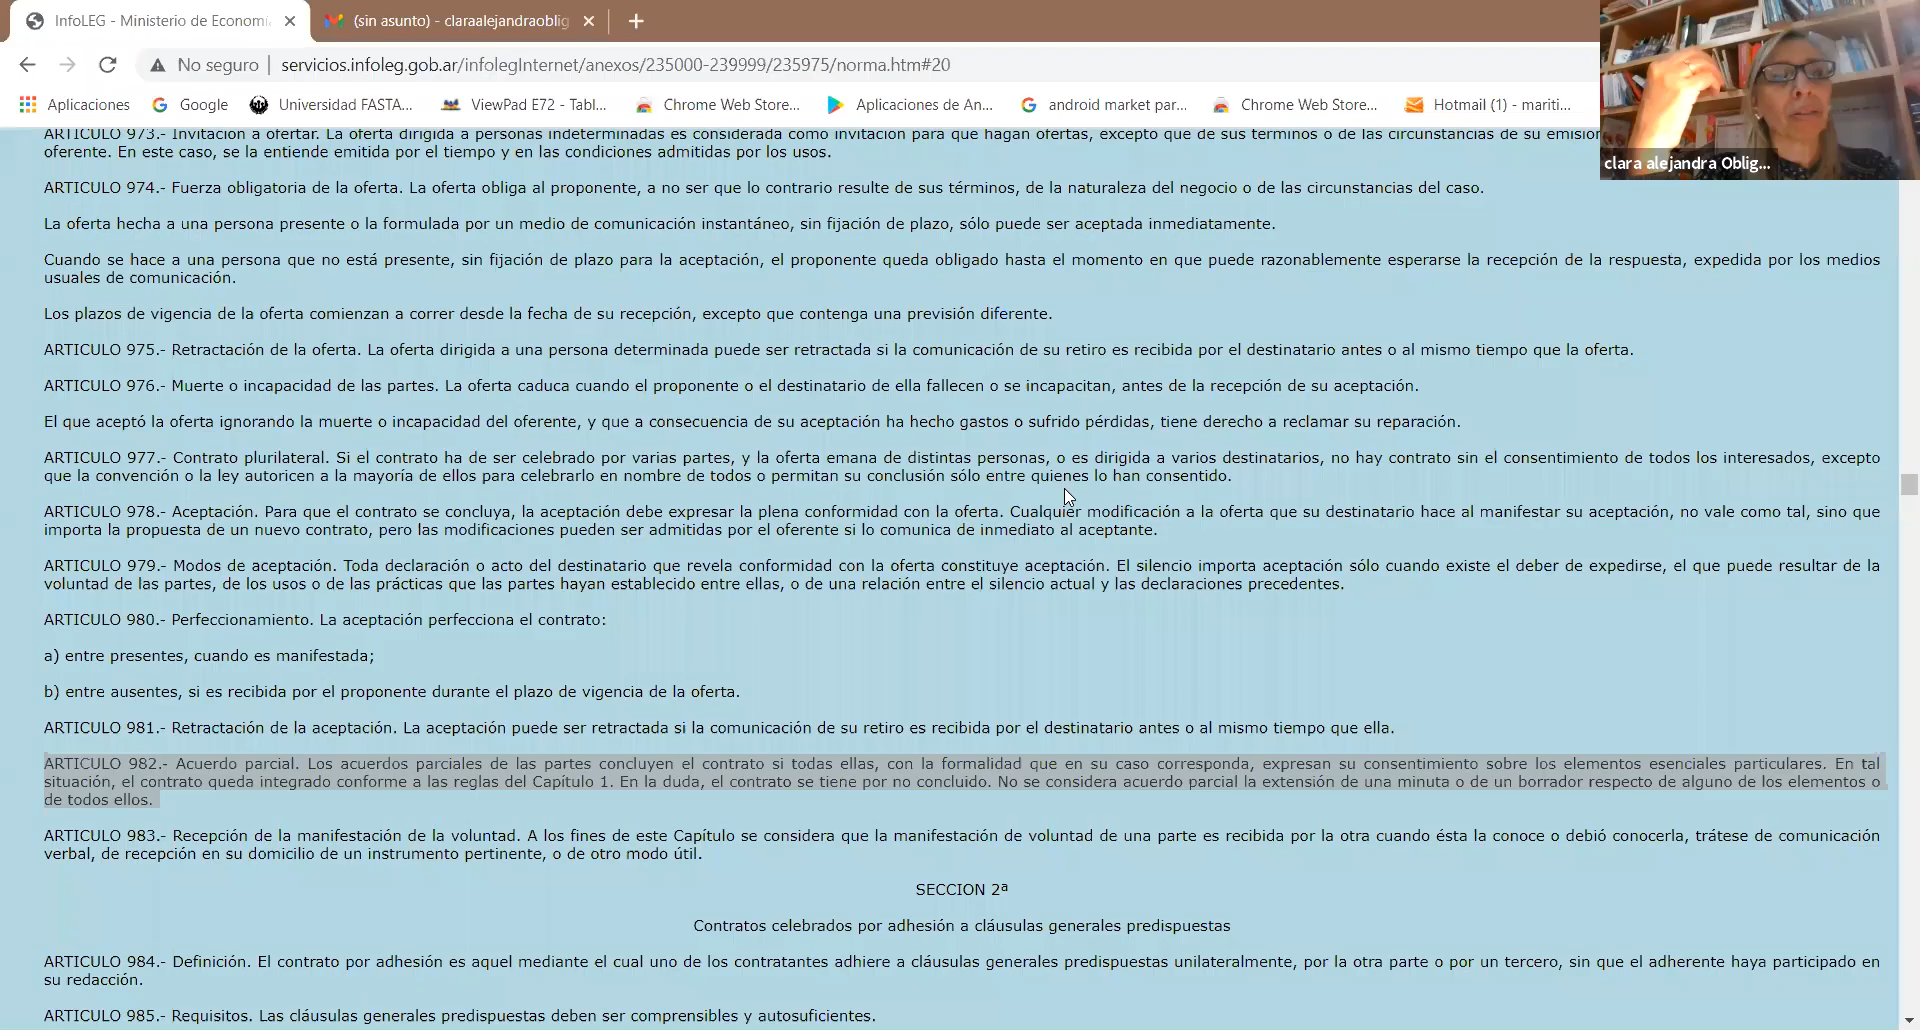 InfoLEG - Ministerio de Economí
(sin asunto) - claraalejandraoblig
No seguro
servicios.infoleg.gob.ar/infolegInternet/anexos/235000-239999/235975/norma.htm#20
Aplicaciones
Google
Universidad FASTA...
ViewPad E72 - Tabl...
Chrome Web Store...
Aplicaciones de An...
android market par...
Chrome Web Store...
Hotmail (1) - mariti...
clara alejandra Oblig...
ARTICULO 973.- Invitación a ofertar. La oferta dirigida a personas indeterminadas es considerada como invitación para que hagan ofertas, excepto que de sus términos o de las circunstancias de su emisión
oferente. En este caso, se la entiende emitida por el tiempo y en las condiciones admitidas por los usos.
ARTICULO 974.- Fuerza obligatoria de la oferta. La oferta obliga al proponente, a no ser que lo contrario resulte de sus términos, de la naturaleza del negocio o de las circunstancias del caso.
La oferta hecha a una persona presente o la formulada por un medio de comunicación instantáneo, sin fijación de plazo, sólo puede ser aceptada inmediatamente.
Cuando se hace a una persona que no está presente, sin fijación de plazo para la aceptación, el proponente queda obligado hasta el momento en que puede razonablemente esperarse la recepción de la respuesta, expedida por los medios
usuales de comunicación.
Los plazos de vigencia de la oferta comienzan a correr desde la fecha de su recepción, excepto que contenga una previsión diferente.
ARTICULO 975.- Retractación de la oferta. La oferta dirigida a una persona determinada puede ser retractada si la comunicación de su retiro es recibida por el destinatario antes o al mismo tiempo que la oferta.
ARTICULO 976.- Muerte o incapacidad de las partes. La oferta caduca cuando el proponente o el destinatario de ella fallecen o se incapacitan, antes de la recepción de su aceptación.
El que aceptó la oferta ignorando la muerte o incapacidad del oferente, y que a consecuencia de su aceptación ha hecho gastos o sufrido pérdidas, tiene derecho a reclamar su reparación.
ARTICULO 977.- Contrato plurilateral. Si el contrato ha de ser celebrado por varias partes, y la oferta emana de distintas personas, o es dirigida a varios destinatarios, no hay contrato sin el consentimiento de todos los interesados, excepto
que la convención o la ley autoricen a la mayoría de ellos para celebrarlo en nombre de todos o permitan su conclusión sólo entre quienes lo han consentido.
ARTICULO 978.- Aceptación. Para que el contrato se concluya, la aceptación debe expresar la plena conformidad con la oferta. Cualquier modificación a la oferta que su destinatario hace al manifestar su aceptación, no vale como tal, sino que
importa la propuesta de un nuevo contrato, pero las modificaciones pueden ser admitidas por el oferente si lo comunica de inmediato al aceptante.
ARTICULO 979.- Modos de aceptación. Toda declaración o acto del destinatario que revela conformidad con la oferta constituye aceptación. El silencio importa aceptación sólo cuando existe el deber de expedirse, el que puede resultar de la
voluntad de las partes, de los usos o de las prácticas que las partes hayan establecido entre ellas, o de una relación entre el silencio actual y las declaraciones precedentes.
ARTICULO 980.- Perfeccionamiento. La aceptación perfecciona el contrato:
a) entre presentes, cuando es manifestada;
b) entre ausentes, si es recibida por el proponente durante el plazo de vigencia de la oferta.
ARTICULO 981.- Retractación de la aceptación. La aceptación puede ser retractada si la comunicación de su retiro es recibida por el destinatario antes o al mismo tiempo que ella.
ARTICULO 982.- Acuerdo parcial. Los acuerdos parciales de las partes concluyen el contrato si todas ellas, con la formalidad que en su caso corresponda, expresan su consentimiento sobre los elementos esenciales particulares. En tal
situación, el contrato queda integrado conforme a las reglas del Capítulo 1. En la duda, el contrato se tiene por no concluido. No se considera acuerdo parcial la extensión de una minuta o de un borrador respecto de alguno de los elementos o
de todos ellos.
ARTICULO 983.- Recepción de la manifestación de la voluntad. A los fines de este Capítulo se considera que la manifestación de voluntad de una parte es recibida por la otra cuando ésta la conoce o debió conocerla, trátese de comunicación
verbal, de recepción en su domicilio de un instrumento pertinente, o de otro modo útil.
SECCION 2ª
Contratos celebrados por adhesión a cláusulas generales predispuestas
ARTICULO 984.- Definición. El contrato por adhesión es aquel mediante el cual uno de los contratantes adhiere a cláusulas generales predispuestas unilateralmente, por la otra parte o por un tercero, sin que el adherente haya participado en
su redacción.
ARTICULO 985.- Requisitos. Las cláusulas generales predispuestas deben ser comprensibles y autosuficientes.